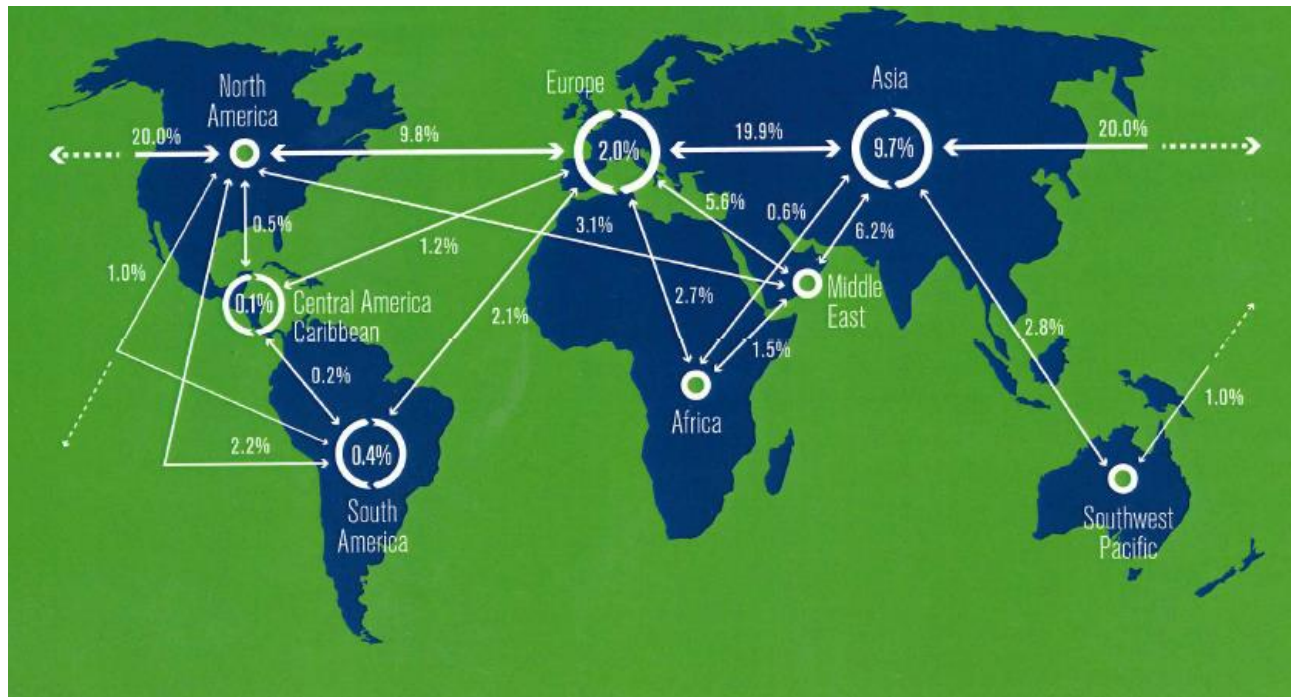 North
America
Europe
Asia
20.0%
9.8%
2.0%
19.9%
9.7%
20.0%
0.5%
1.2%
3.1%
5.6%
0.6%
6.2%
1.0%
0.1%
Central America
Caribbean
2.1%
2.7%
Middle
East
1.5%
2.8%
0.2%
Africa
1.0%
2.2%
0.4%
South
America
Southwest
Pacific